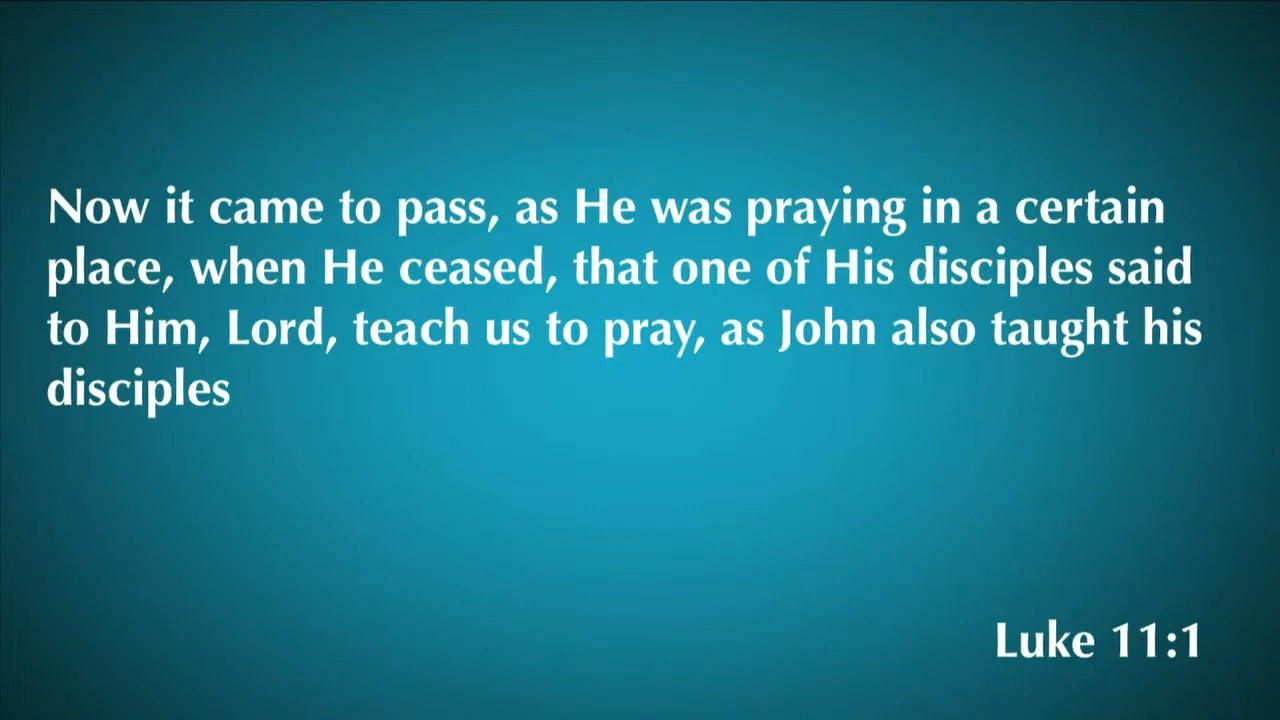 Now it came to pass, as He was praying in a certain
place, when He ceased, that one of His disciples said
to Him, Lord, teach us to pray, as John also taught his
disciples
Luke 11:1